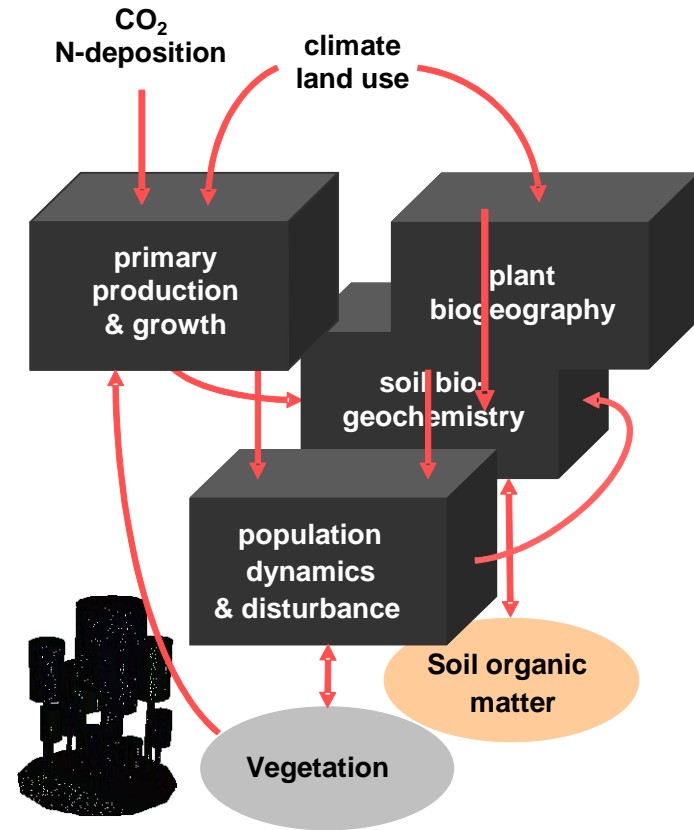 CO₂
N-deposition
climate
land use
primary
production
& growth
plant
biogeography
soil bio-
geochemistry
population
dynamics
& disturbance
Soil organic
matter
Vegetation